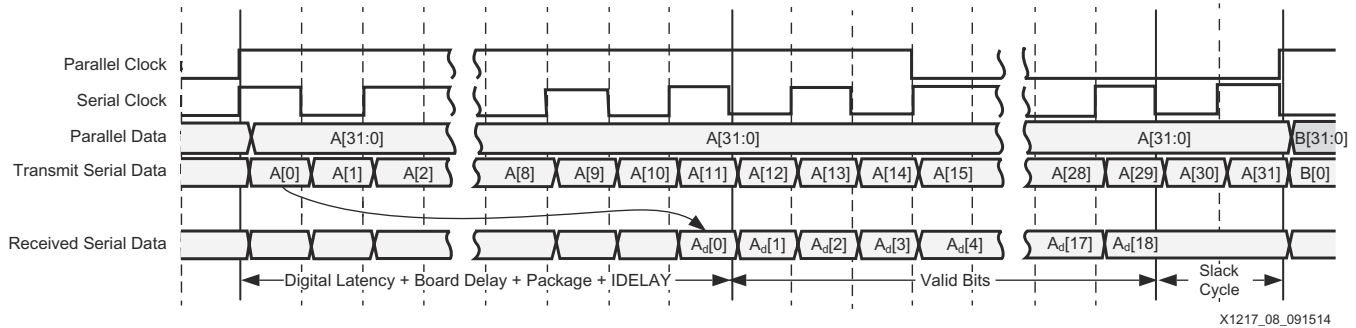 Parallel Clock
Serial Clock
Parallel Data A[31:0] A[31:0] A[31:0] B[31:0]
Transmit Serial Data A[0] A[1] A[2] A[8] A[9] A[10] A[11] A[12] A[13] A[14] A[15] A[28] A[29] A[30] A[31] B[0]
Received Serial Data Ad[0] Ad[1] Ad[2] Ad[3] Ad[4] Ad[17] Ad[18]
Digital Latency + Board Delay + Package + IDELAY Valid Bits Slack
Cycle
X1217_08_091514